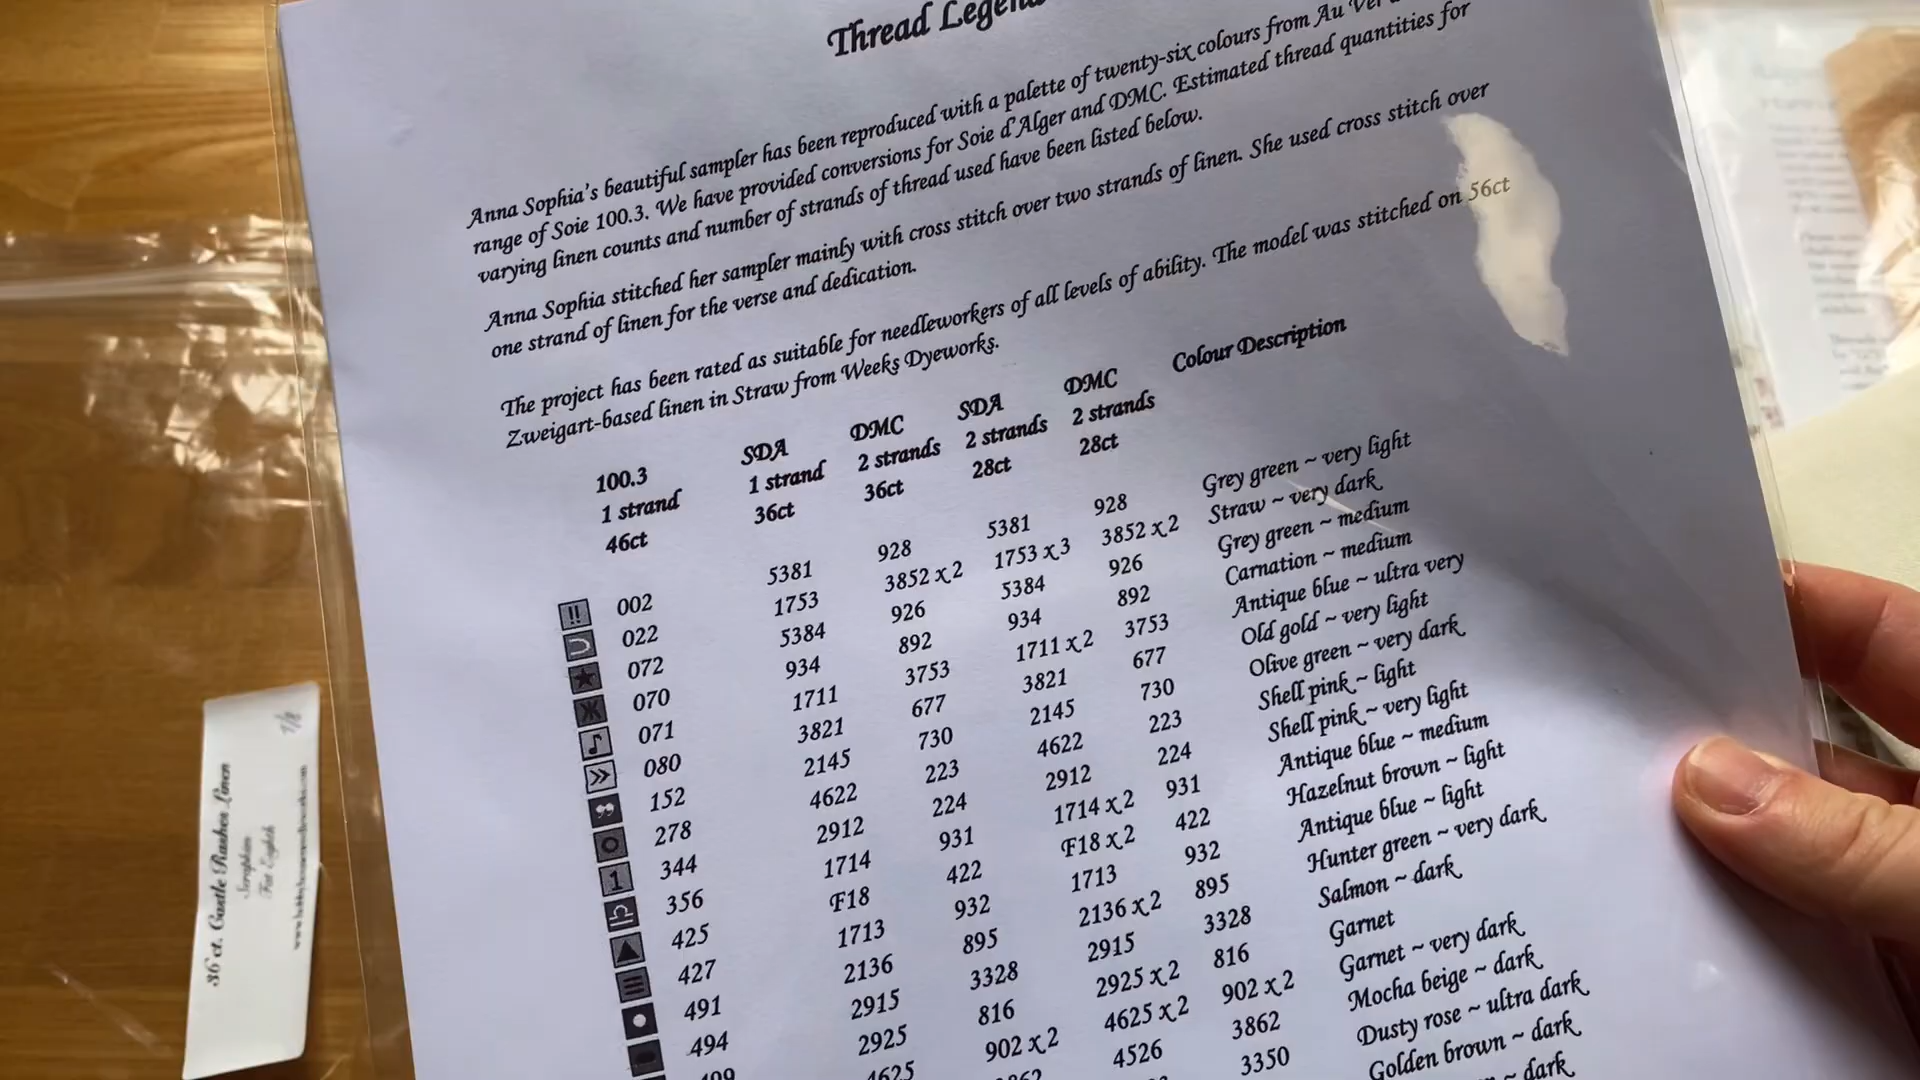 Thread Legend
Anna Sophia's beautiful sampler has been reproduced with a palette of twenty-six colours from Au Ver
range of Soie 100.3. We have provided conversions for Soie d'Alger and DMC. Estimated thread quantities for
varying linen counts and number of strands of thread used have been listed below.
Anna Sophia stitched her sampler mainly with cross stitch over two strands of linen. She used cross stitch over
one strand of linen for the verse and dedication.
The project has been rated as suitable for needleworkers of all levels of ability. The model was stitched on 56ct
Zweigart-based linen in Straw from Weeks Dyeworks.
100.3 SDA DMC SDA DMC Colour Description
1 strand 1 strand 2 strands 2 strands 2 strands
46ct 36ct 36ct 28ct 28ct
002 5381 928 5381 928 Grey green ~ very light
022 1753 3852 x 2 1753 x 3 3852 x 2 Straw ~ very dark
072 5384 926 5384 926 Grey green ~ medium
070 934 892 934 892 Carnation ~ medium
071 1711 3753 1711 x 2 3753 Antique blue ~ ultra very
080 3821 677 3821 677 Old gold ~ very light
152 2145 730 2145 730 Olive green ~ very dark
278 4622 223 4622 223 Shell pink ~ light
344 2912 224 2912 224 Shell pink ~ very light
356 1714 931 1714 x 2 931 Antique blue ~ medium
425 F18 422 F18 x 2 422 Hazelnut brown ~ light
427 1713 932 1713 932 Antique blue ~ light
491 2136 895 2136 x 2 895 Hunter green ~ very dark
494 2915 3328 2915 3328 Salmon ~ dark
499 2925 816 2925 x 2 816 Garnet
4625 902 x 2 4625 x 2 902 x 2 Garnet ~ very dark
3862 4526 3862 Mocha beige ~ dark
3350 Dusty rose ~ ultra dark
Golden brown ~ dark
~ dark
36 ct. Castle Rashes Linen
Seraphim
Fat Eighth
1/8